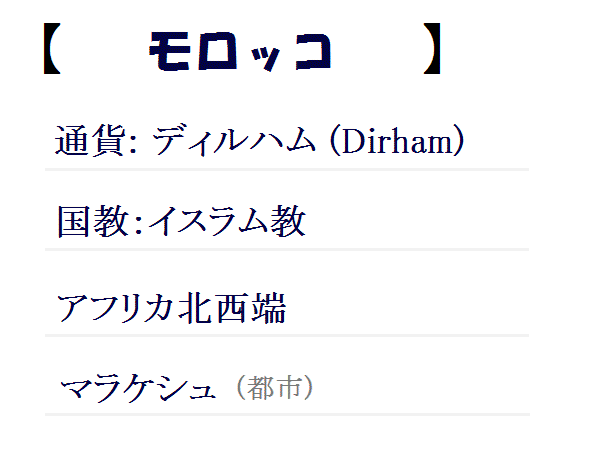 【 モロッコ 】
通貨: ディルハム (Dirham)
国教:イスラム教
アフリカ北西端
マラケシュ (都市)